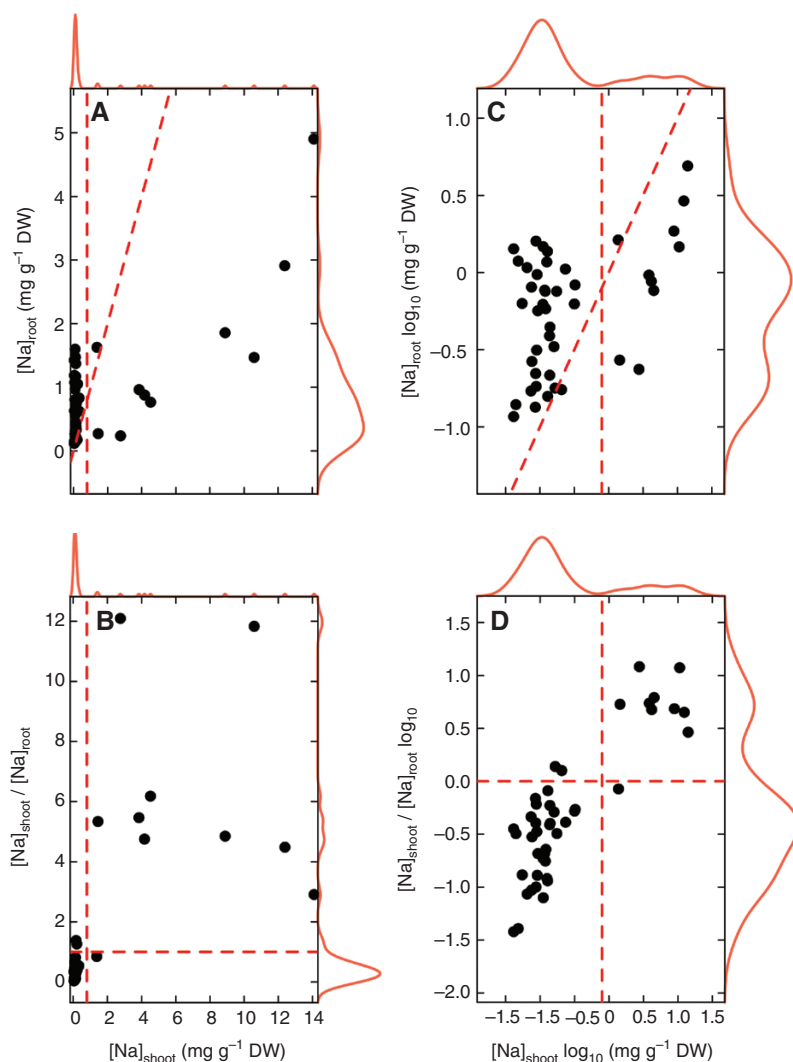 A
5
4
3
2
1
0
[Na]root (mg g⁻¹ DW)
C
1.0
0.5
0
−0.5
−1.0
[Na]root log10 (mg g⁻¹ DW)
B
12
10
8
6
4
2
0
[Na]shoot / [Na]root
0 2 4 6 8 10 12 14
[Na]shoot (mg g⁻¹ DW)
D
1.5
1.0
0.5
0.0
−0.5
−1.0
−1.5
−2.0
[Na]shoot / [Na]root log10
−1.5 −1.5 −0.5 0 0.5 1.0 1.5
[Na]shoot log10 (mg g⁻¹ DW)